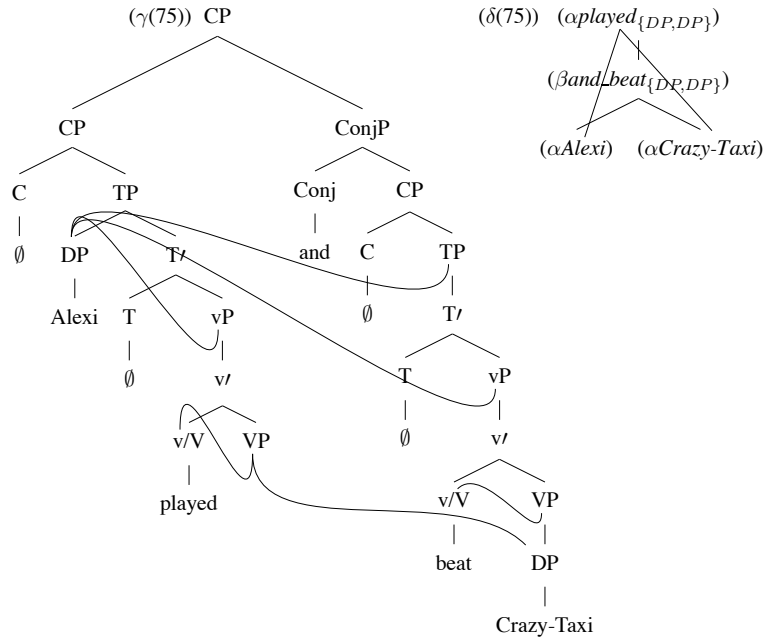 (γ(75)) CP (δ(75)) (αplayed{DP,DP})
(βand_beat{DP,DP})
CP ConjP (αAlexi) (αCrazy-Taxi)
C TP Conj CP
∅ DP T′ and C TP
Alexi T vP ∅ T′
∅ v′ T vP
v/V VP ∅ v′
played v/V VP
beat DP
Crazy-Taxi